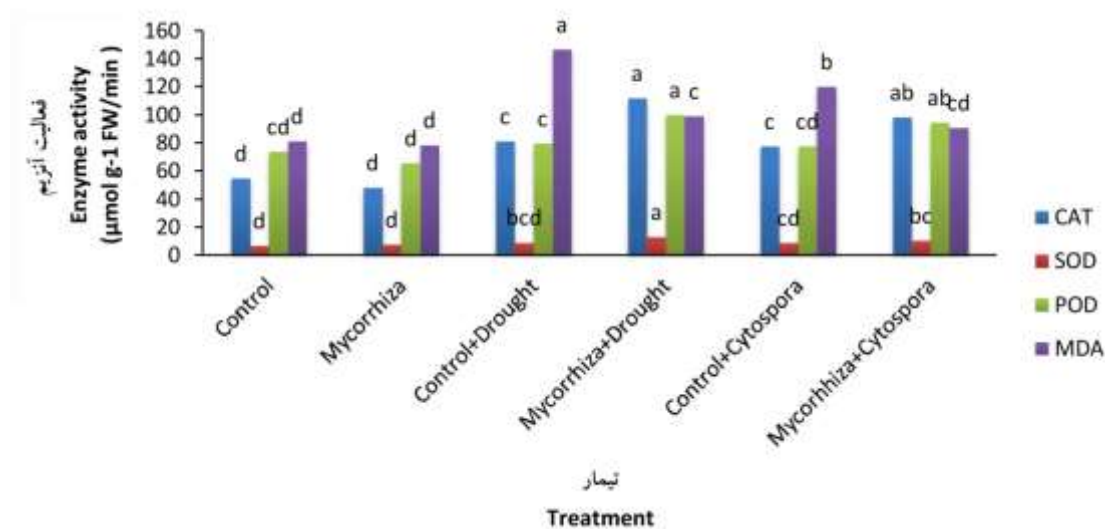 فعالیت آنزیم
Enzyme activity
(µmol g-1 FW/min )
160
140
120
100
80
60
40
20
0
d d cd d
d d d d
c bcd c a
a a a c
c cd cd b
ab bc ab cd
Control
Mycorrhiza
Control+Drought
Mycorrhiza+Drought
Control+Cytospora
Mycorhhiza+Cytospora
CAT
SOD
POD
MDA
تیمار
Treatment